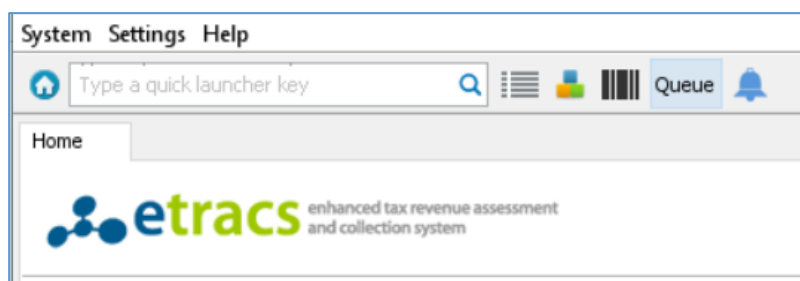 System Settings Help
Type a quick launcher key Queue
Home
etracs enhanced tax revenue assessment
and collection system